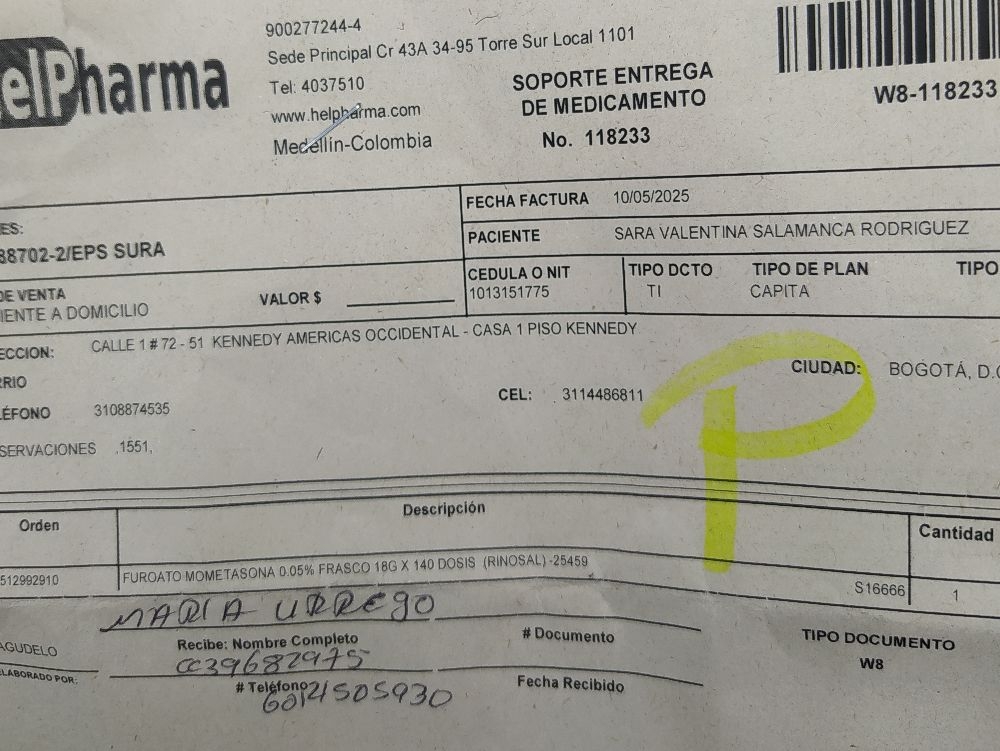 elPharma
900277244-4
Sede Principal Cr 43A 34-95 Torre Sur Local 1101
Tel: 4037510
www.helpharma.com
Medellín-Colombia
SOPORTE ENTREGA
DE MEDICAMENTO
No. 118233
W8-118233
ES:
88702-2/EPS SURA
FECHA FACTURA 10/05/2025
PACIENTE SARA VALENTINA SALAMANCA RODRIGUEZ
DE VENTA
IENTE A DOMICILIO
VALOR $
CEDULA O NIT
1013151775
TIPO DCTO
TI
TIPO DE PLAN
CAPITA
TIPO
ECCION: CALLE 1 # 72 - 51 KENNEDY AMERICAS OCCIDENTAL - CASA 1 PISO KENNEDY
CIUDAD: BOGOTÁ, D.C
RRIO
LÉFONO 3108874535
CEL: 3114486811
P
SERVACIONES ,1551,
Orden Descripción Cantidad
512992910 FUROATO MOMETASONA 0.05% FRASCO 18G X 140 DOSIS (RINOSAL) -25459 S16666 1
MARIA URREGO
AGUDELO
Recibe: Nombre Completo
# Documento
TIPO DOCUMENTO
W8
CC39682975
ELABORADO POR:
# Teléfono
Fecha Recibido